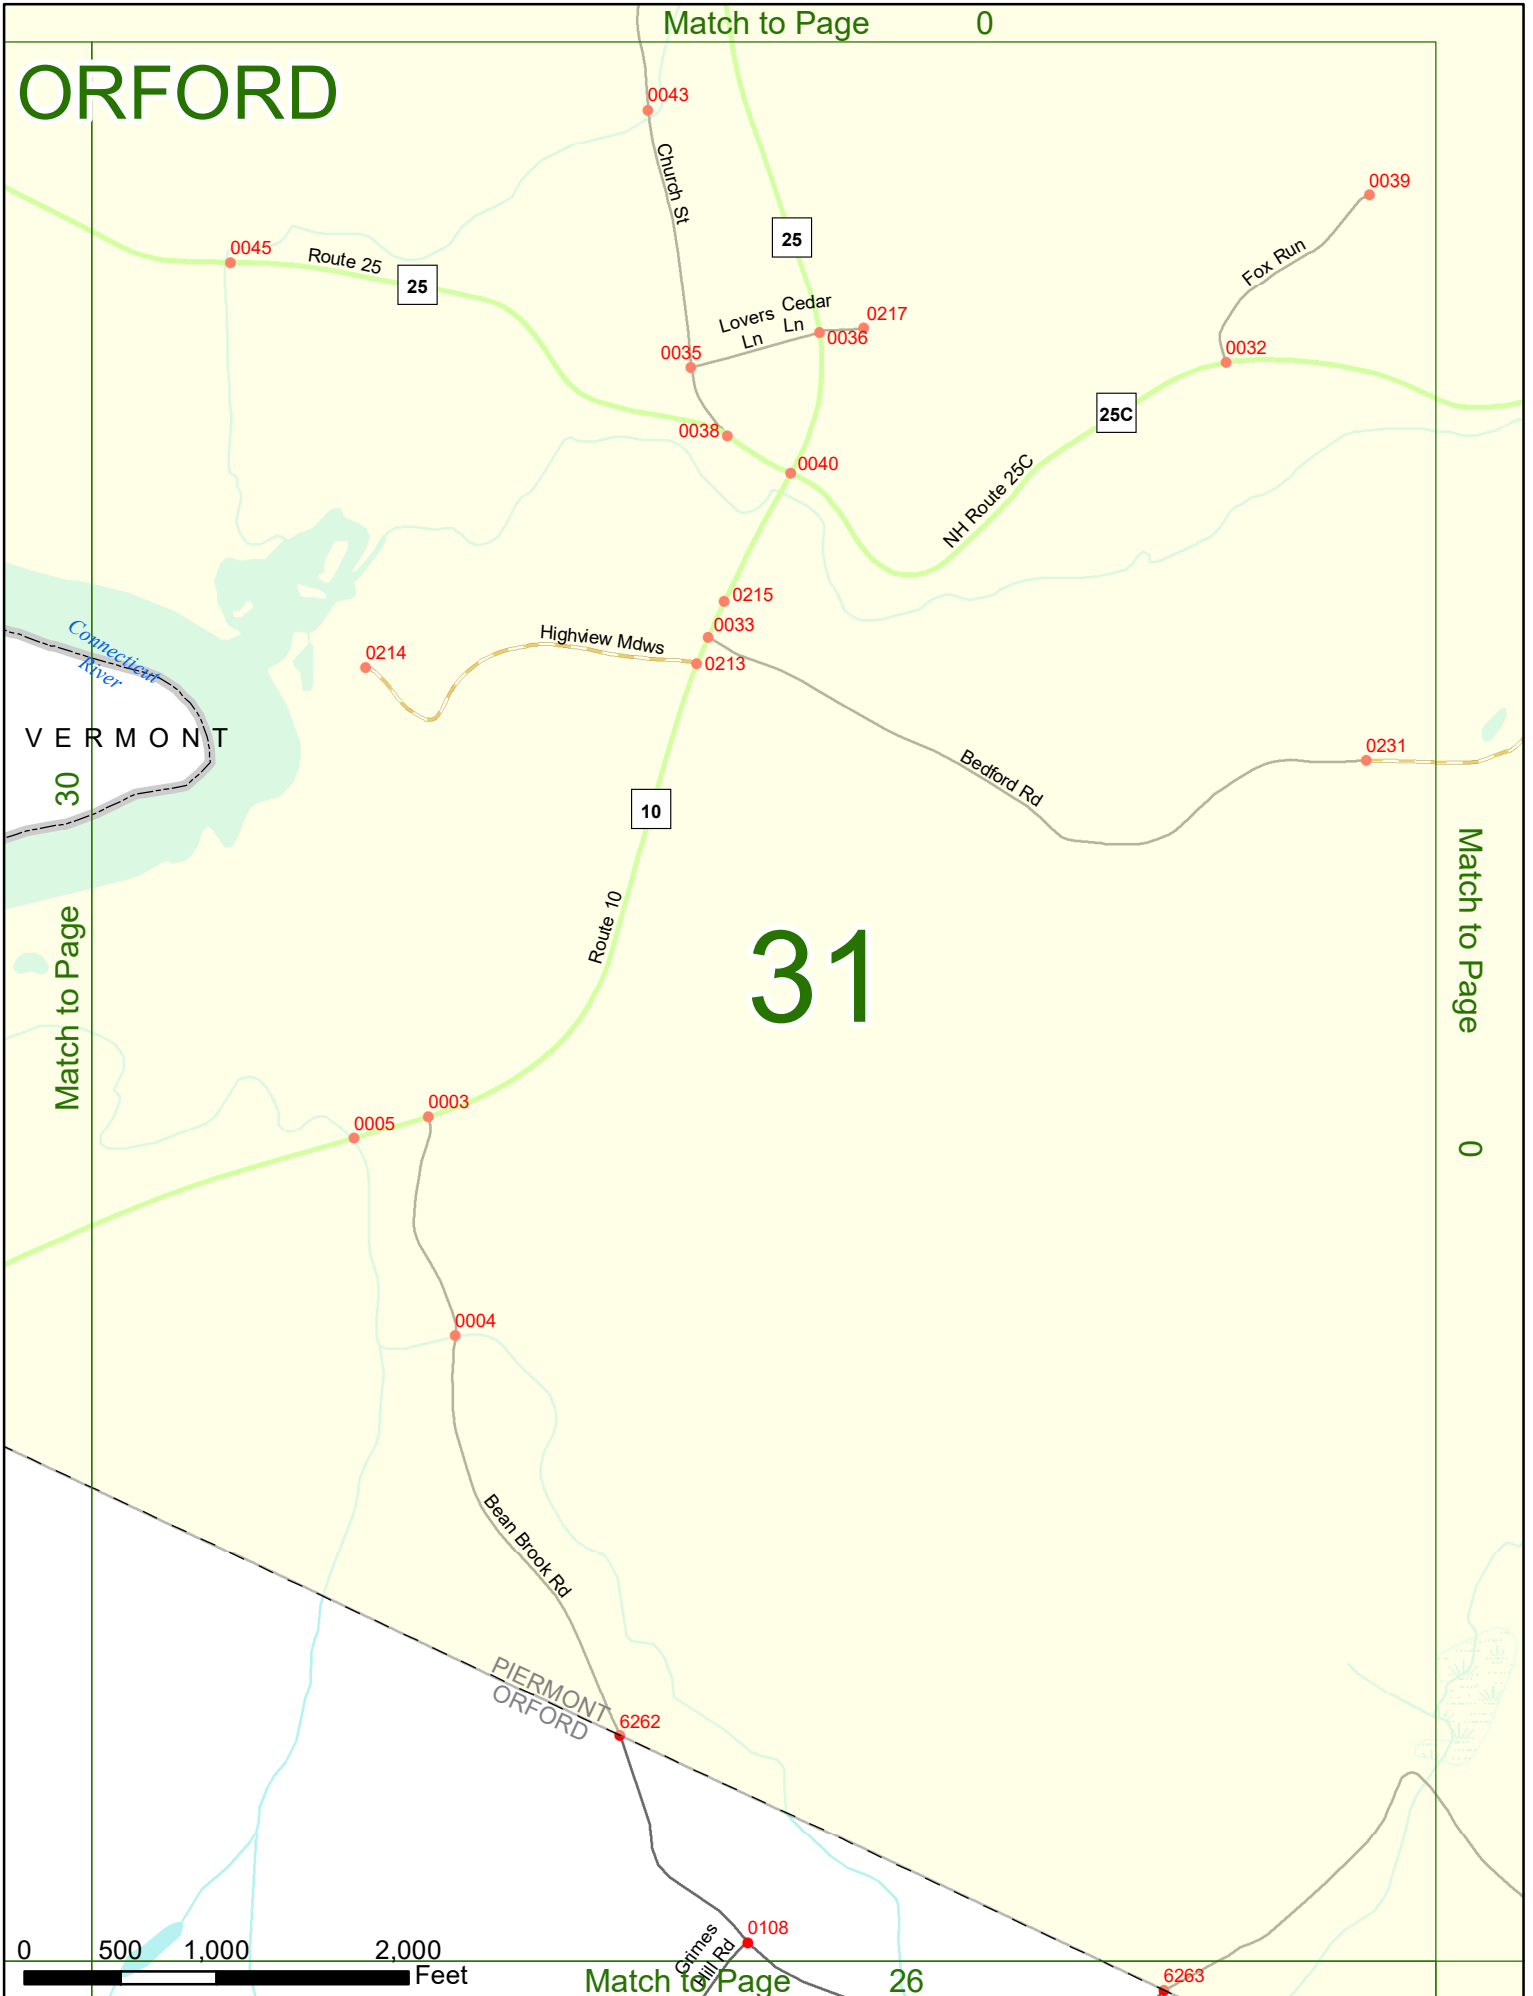 Match to Page 0
ORFORD
0043
Church St
0039
25
0045
Route 25
25
Fox Run
Lovers Ln
Cedar Ln
0217
0036
0035
0032
25C
0038
0040
NH Route 25C
0215
0033
Highview Mdws
0213
0214
Connecticut River
VERMONT
Bedford Rd
0231
30
Match to Page
10
Route 10
31
Match to Page
0
0003
0005
0004
Bean Brook Rd
PIERMONT
ORFORD
6262
0108
Grimes Hill Rd
6263
0 500 1,000 2,000
Feet
Match to Page 26